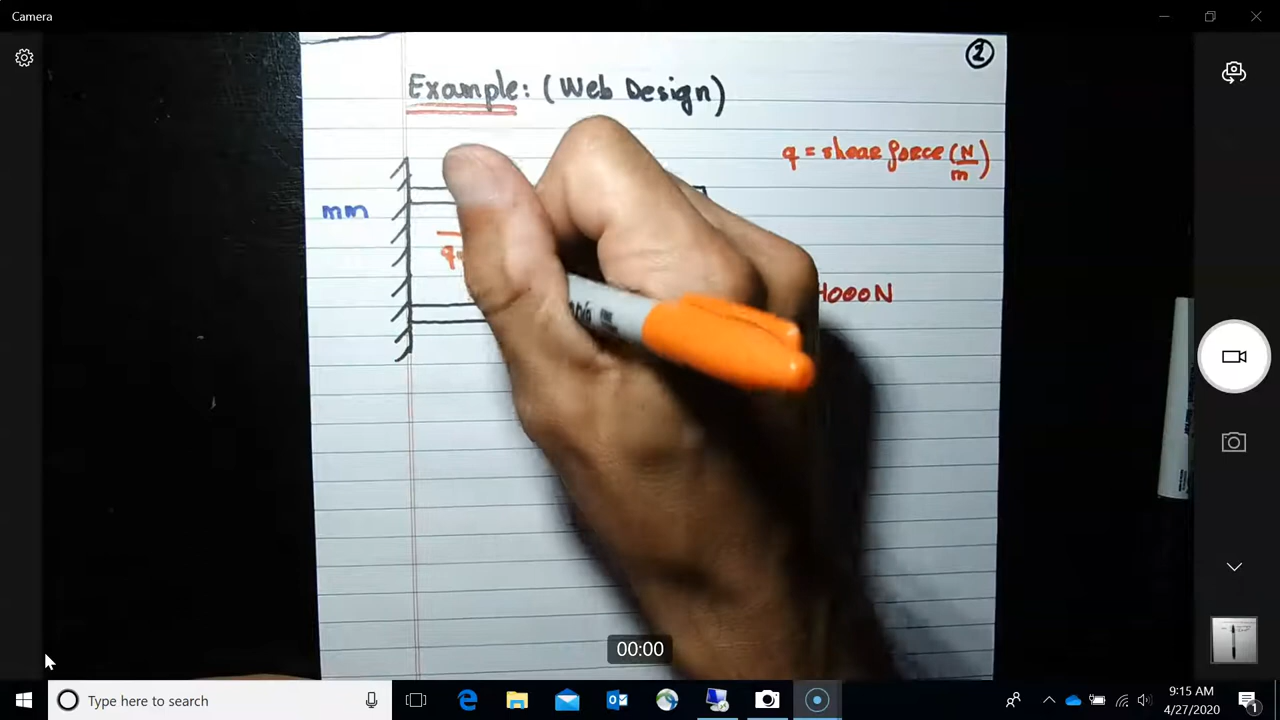 Camera
2
Example: (Web Design)
q = shear force (N/m)
mm
q
4000N
00:00
Type here to search
9:15 AM
4/27/2020
1